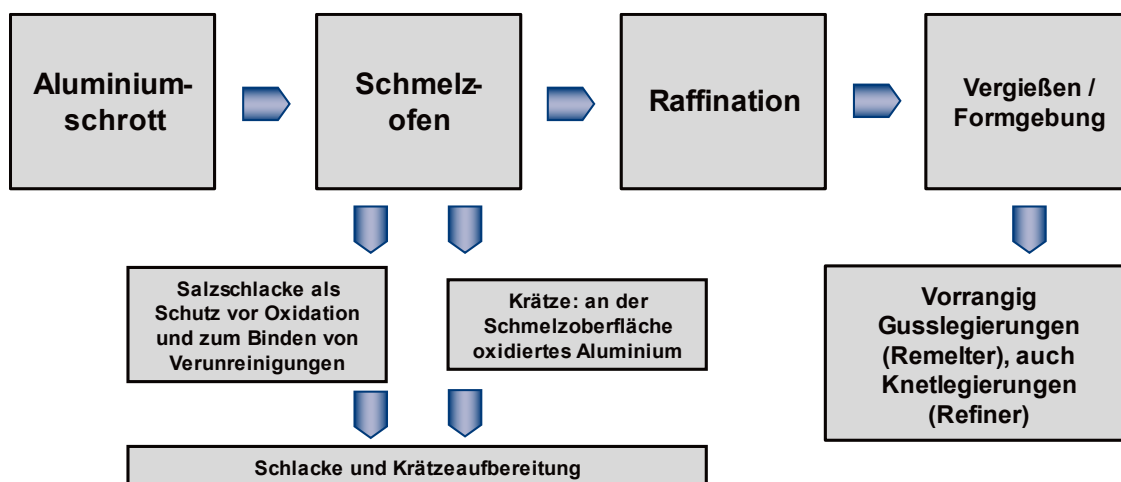 Aluminium-
schrott
Schmelz-
ofen
Raffination
Vergießen /
Formgebung
Salzschlacke als
Schutz vor Oxidation
und zum Binden von
Verunreinigungen
Krätze: an der
Schmelzoberfläche
oxidiertes Aluminium
Vorrangig
Gusslegierungen
(Remelter), auch
Knetlegierungen
(Refiner)
Schlacke und Krätzeaufbereitung